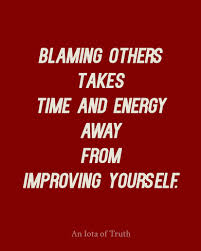 BLAMING OTHERS
TAKES
TIME AND ENERGY
AWAY
FROM
IMPROVING YOURSELF.
An Iota of Truth